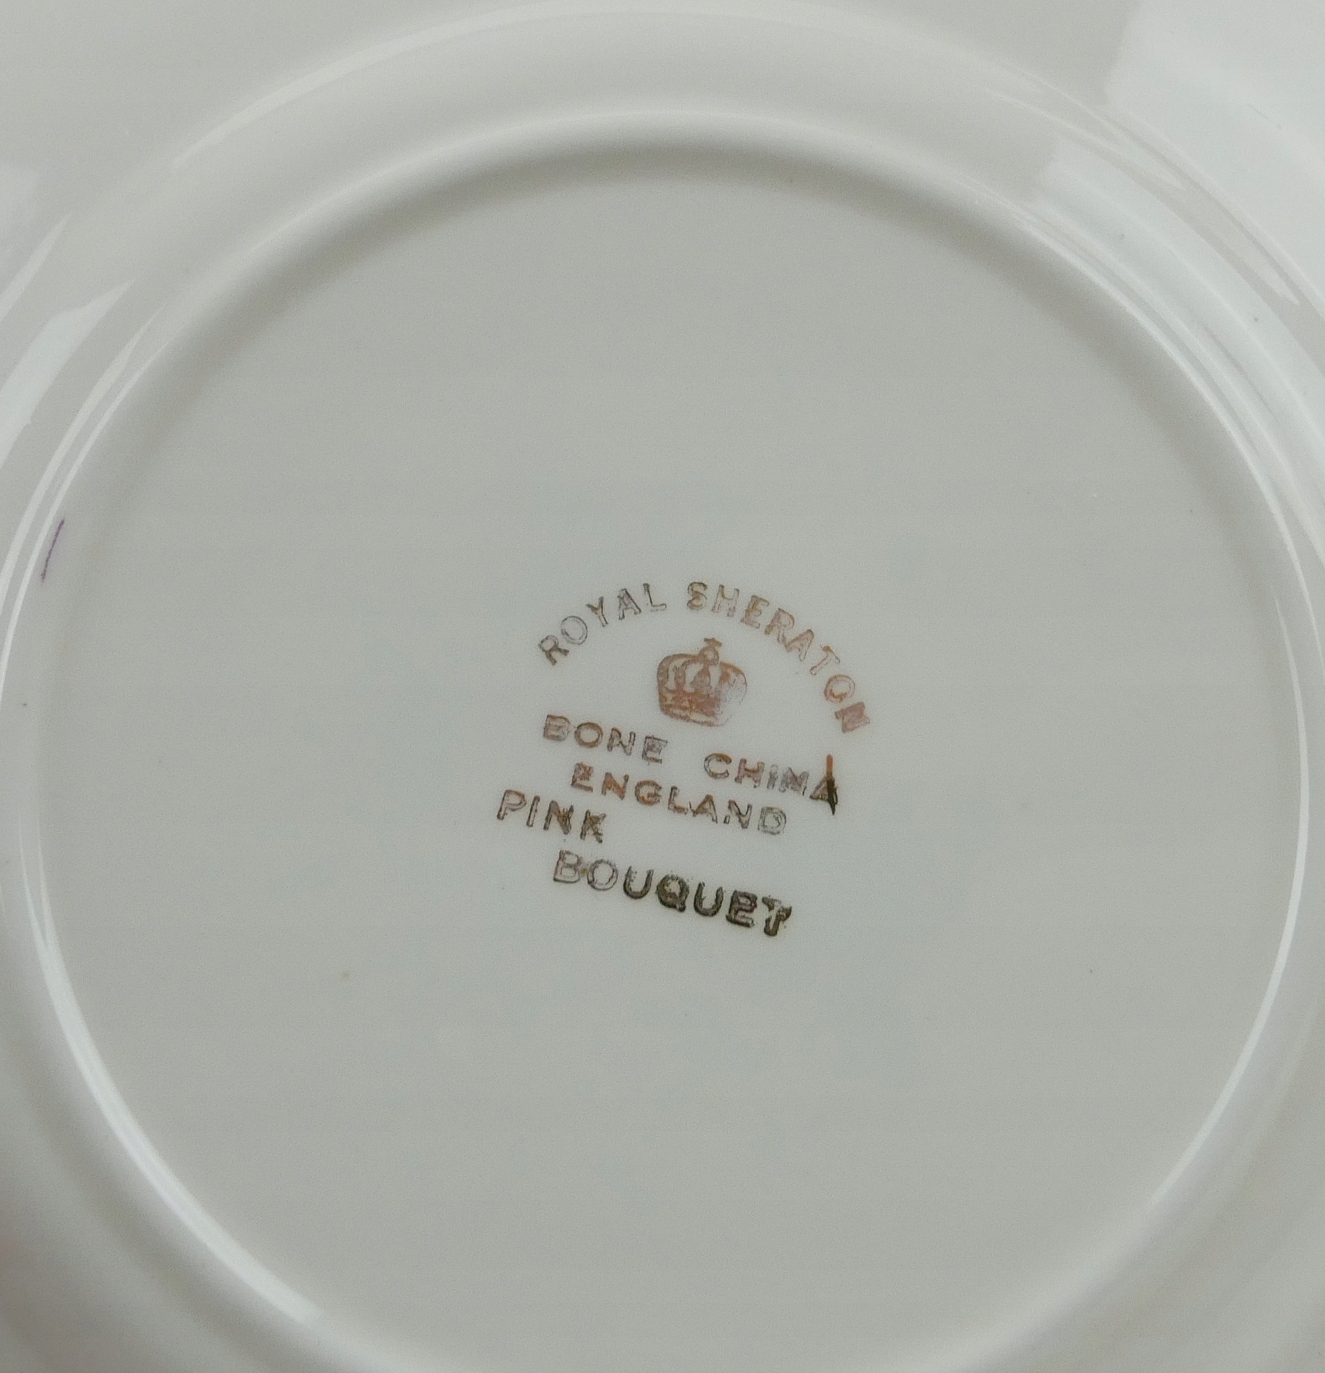 ROYAL SHERATON
BONE CHINA
ENGLAND
PINK
BOUQUET